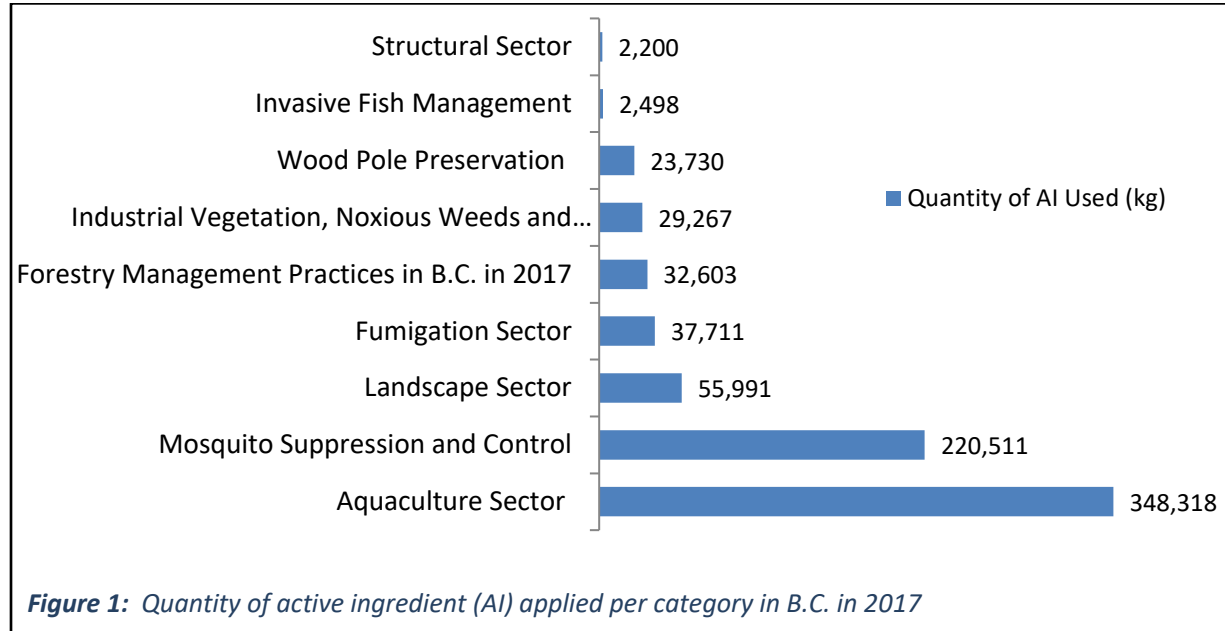 Structural Sector 2,200
Invasive Fish Management 2,498
Wood Pole Preservation 23,730
Quantity of AI Used (kg)
Industrial Vegetation, Noxious Weeds and... 29,267
Forestry Management Practices in B.C. in 2017 32,603
Fumigation Sector 37,711
Landscape Sector 55,991
Mosquito Suppression and Control 220,511
Aquaculture Sector 348,318
Figure 1: Quantity of active ingredient (AI) applied per category in B.C. in 2017